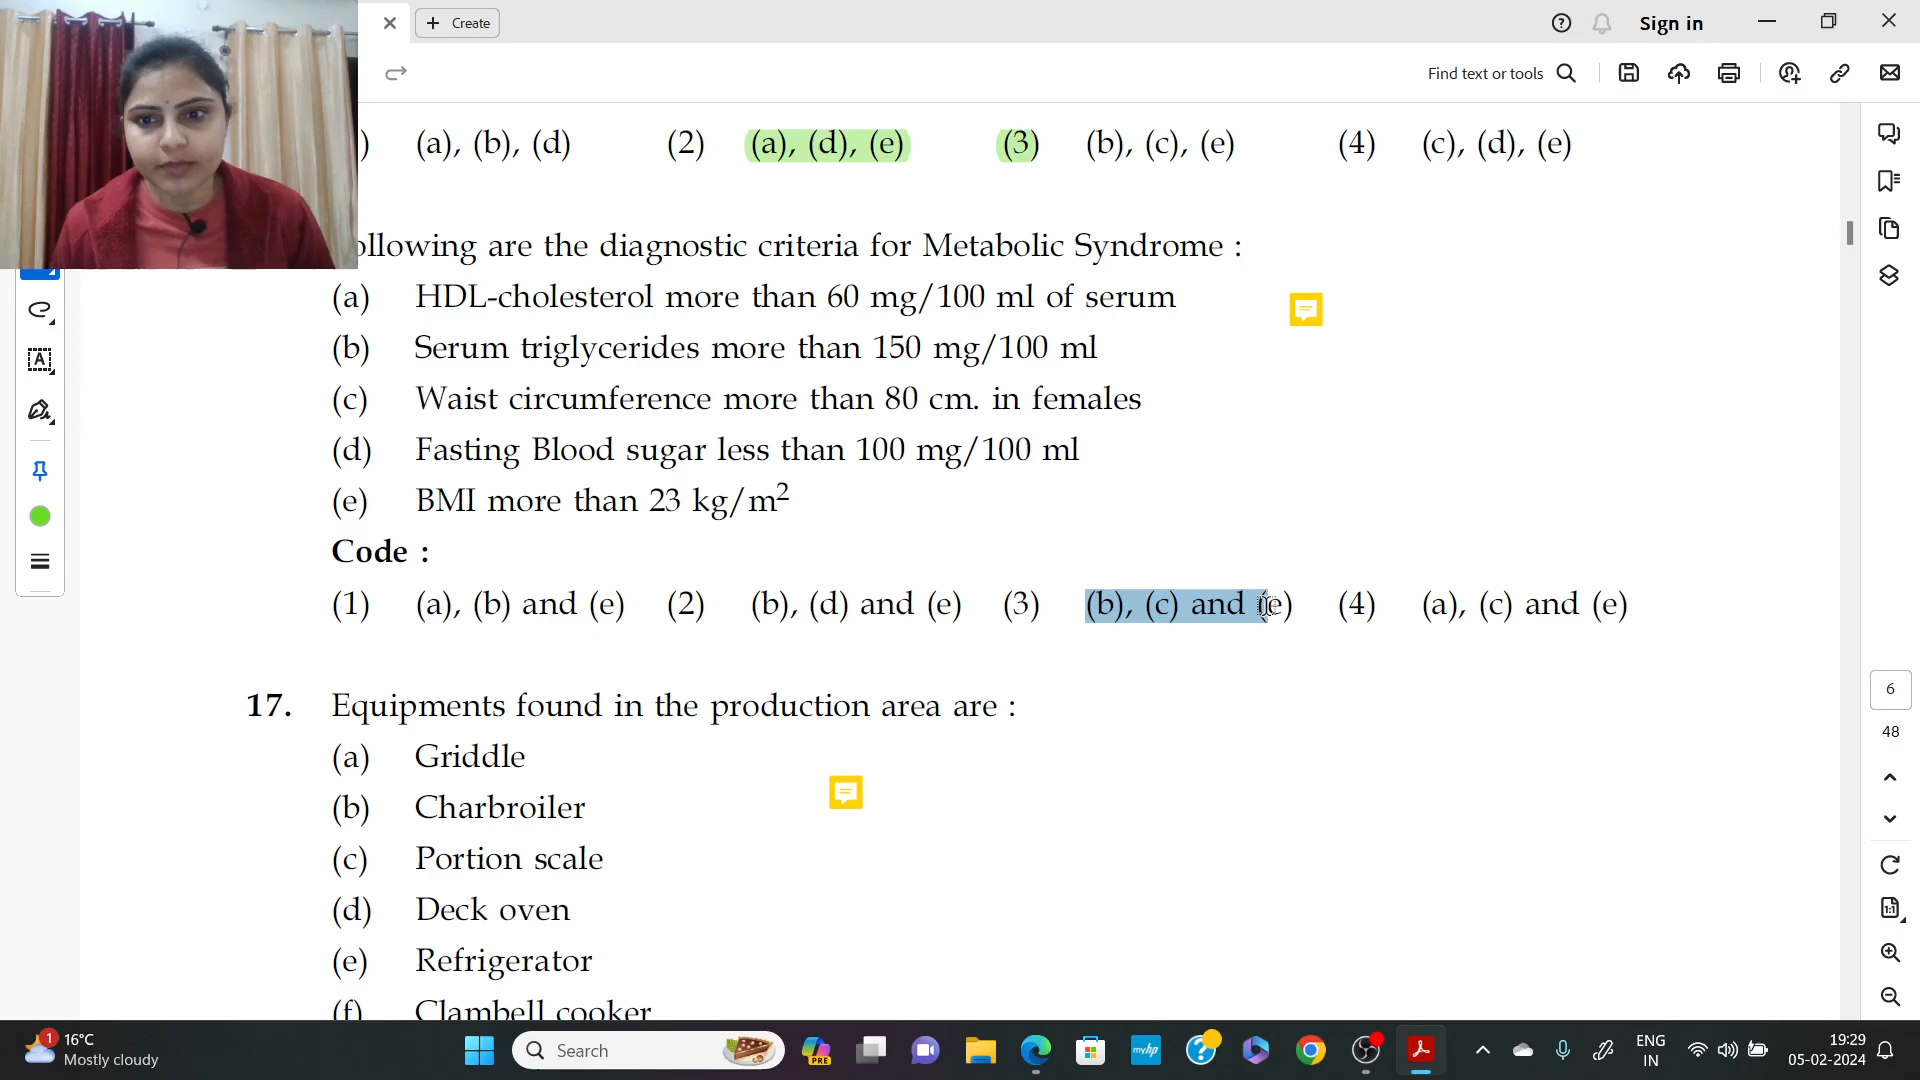 Create
Sign in
Find text or tools
) (a), (b), (d) (2) (a), (d), (e) (3) (b), (c), (e) (4) (c), (d), (e)
ollowing are the diagnostic criteria for Metabolic Syndrome :
(a) HDL-cholesterol more than 60 mg/100 ml of serum
(b) Serum triglycerides more than 150 mg/100 ml
(c) Waist circumference more than 80 cm. in females
(d) Fasting Blood sugar less than 100 mg/100 ml
(e) BMI more than 23 kg/m²
Code :
(1) (a), (b) and (e) (2) (b), (d) and (e) (3) (b), (c) and (e) (4) (a), (c) and (e)
17. Equipments found in the production area are :
(a) Griddle
(b) Charbroiler
(c) Portion scale
(d) Deck oven
(e) Refrigerator
(f) Clambell cooker
6
48
1
16°C
Mostly cloudy
Search
PRE
myhp
ENG
IN
19:29
05-02-2024